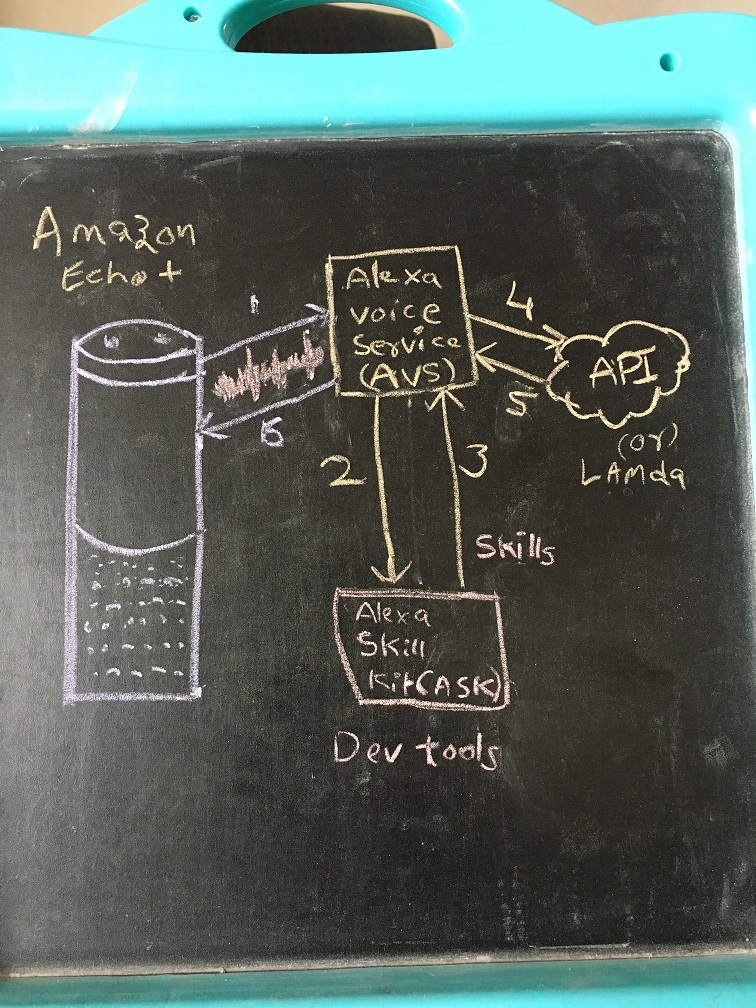 Amazon
Echo+
1
6
Alexa
voice
service
(AVS)
4
5
API
(or)
LAMda
2
3
Skills
Alexa
Skill
Kit(ASK)
Dev tools